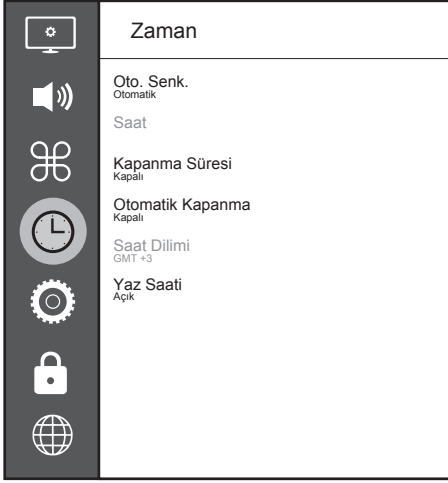 Zaman
Oto. Senk.
Otomatik
Saat
Kapanma Süresi
Kapalı
Otomatik Kapanma
Kapalı
Saat Dilimi
GMT +3
Yaz Saati
Açık